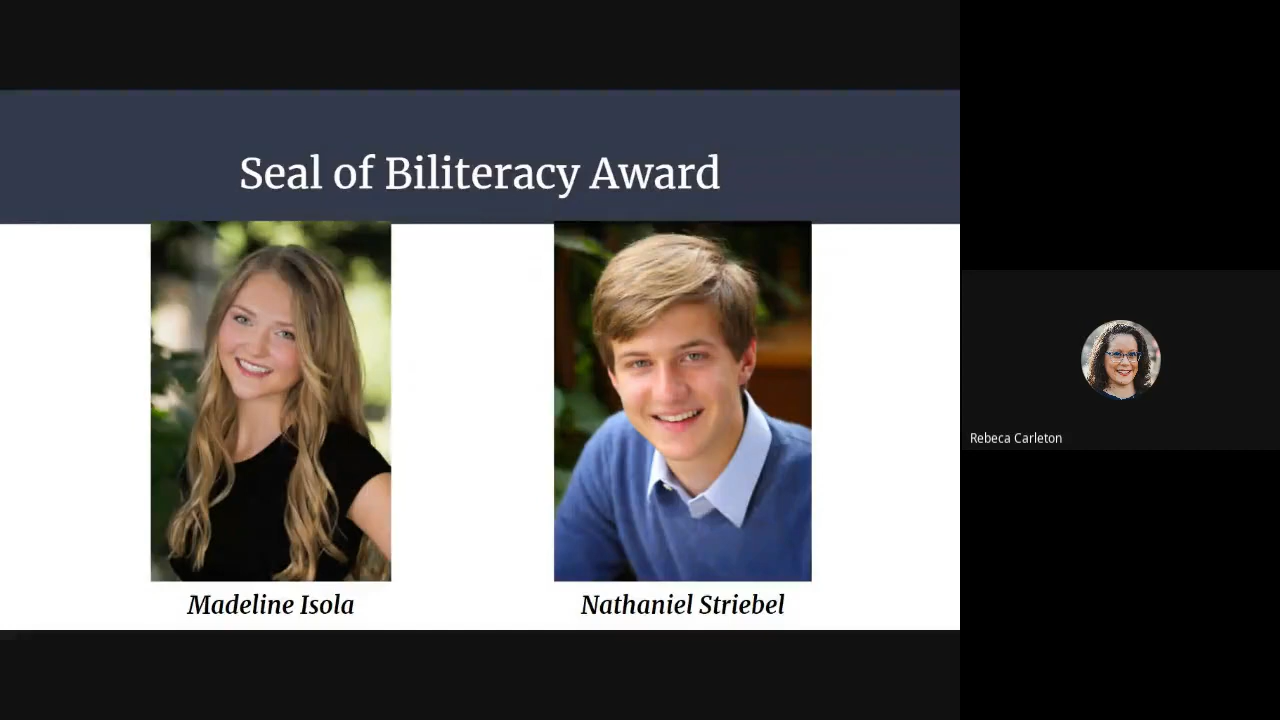 Seal of Biliteracy Award
Madeline Isola
Nathaniel Striebel
Rebeca Carleton